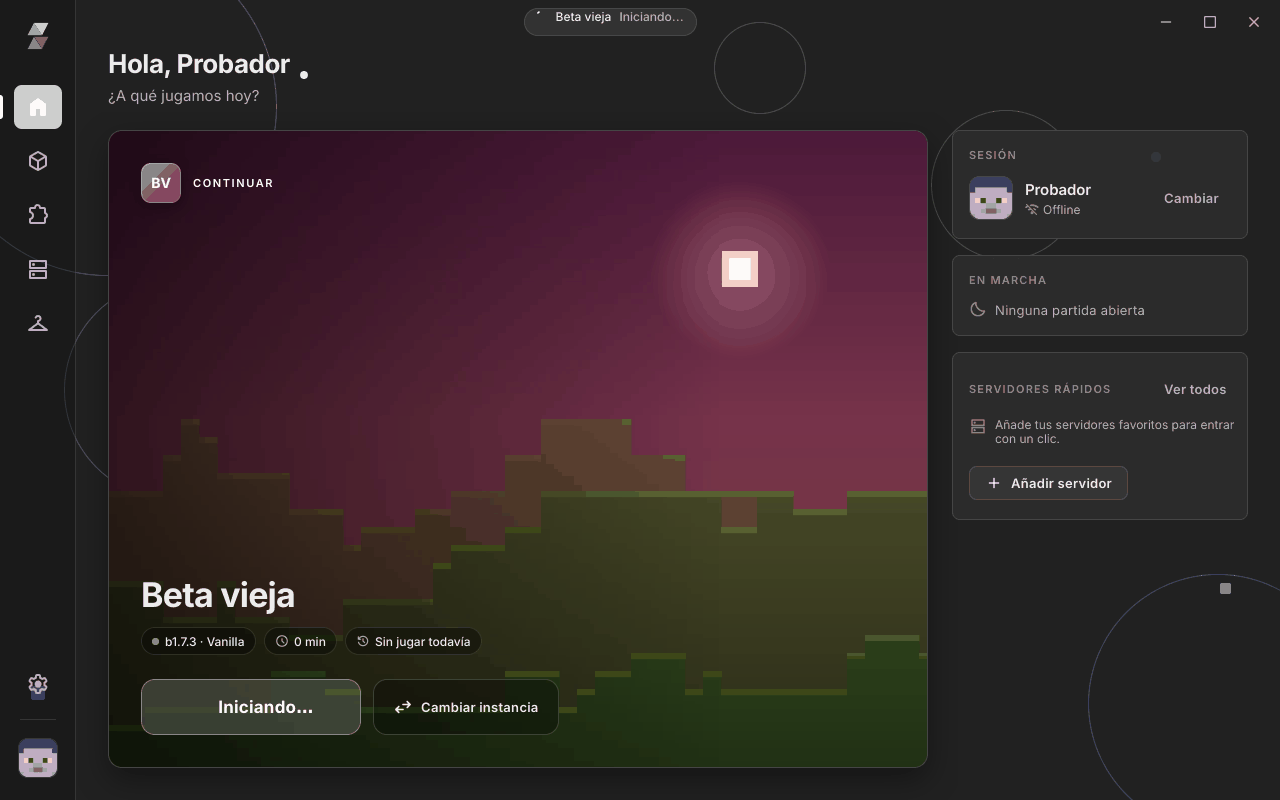 Beta vieja Iniciando...
Hola, Probador
¿A qué jugamos hoy?
BV CONTINUAR
Beta vieja
b1.7.3 · Vanilla
0 min
Sin jugar todavía
Iniciando...
Cambiar instancia
SESIÓN
Probador
Offline
Cambiar
EN MARCHA
Ninguna partida abierta
SERVIDORES RÁPIDOS
Ver todos
Añade tus servidores favoritos para entrar
con un clic.
Añadir servidor